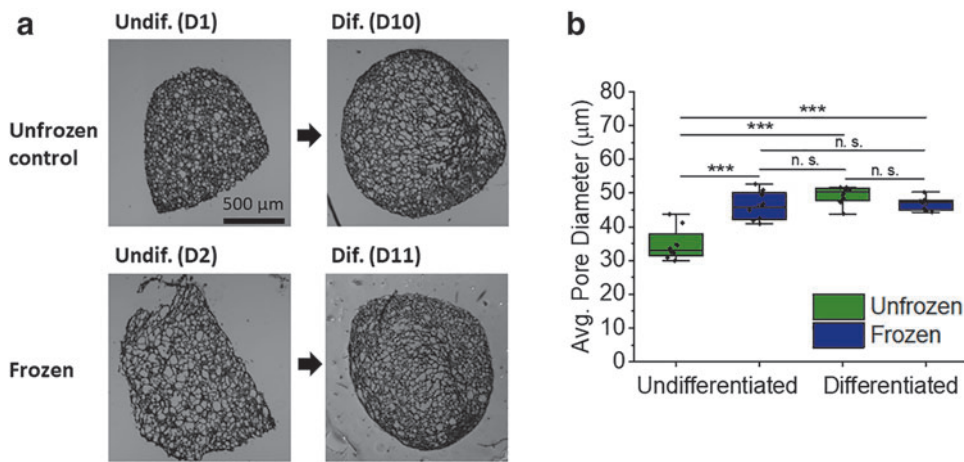 a
Undif. (D1)
Dif. (D10)
Unfrozen
control
500 µm
Undif. (D2)
Dif. (D11)
Frozen
b
Avg. Pore Diameter (µm)
80
70
60
50
40
30
20
10
0
***
***
n. s.
***
n. s.
n. s.
Unfrozen
Frozen
Undifferentiated
Differentiated